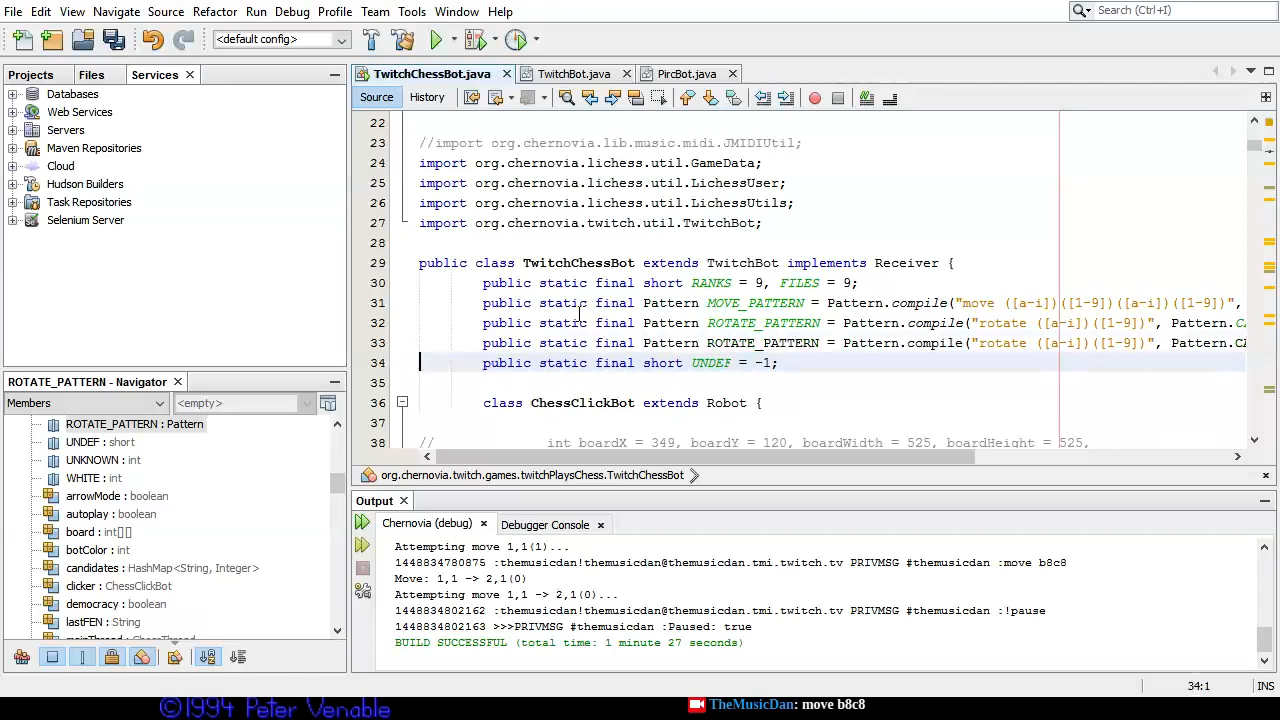 File Edit View Navigate Source Refactor Run Debug Profile Team Tools Window Help
Search (Ctrl+I)
<default config>
Projects Files Services
Databases
Web Services
Servers
Maven Repositories
Cloud
Hudson Builders
Task Repositories
Selenium Server
TwitchChessBot.java TwitchBot.java PircBot.java
Source History
22
23 //import org.chernovia.lib.music.midi.JMIDIUtil;
24 import org.chernovia.lichess.util.GameData;
25 import org.chernovia.lichess.util.LichessUser;
26 import org.chernovia.lichess.util.LichessUtils;
27 import org.chernovia.twitch.util.TwitchBot;
28
29 public class TwitchChessBot extends TwitchBot implements Receiver {
30 public static final short RANKS = 9, FILES = 9;
31 public static final Pattern MOVE_PATTERN = Pattern.compile("move ([a-i])([1-9])([a-i])([1-9])",
32 public static final Pattern ROTATE_PATTERN = Pattern.compile("rotate ([a-i])([1-9])", Pattern.CA
33 public static final Pattern ROTATE_PATTERN = Pattern.compile("rotate ([a-i])([1-9])", Pattern.CA
34 public static final short UNDEF = -1;
35
36 class ChessClickBot extends Robot {
37
38 // int boardX = 349, boardY = 120, boardWidth = 525, boardHeight = 525,
org.chernovia.twitch.games.twitchPlaysChess.TwitchChessBot
ROTATE_PATTERN - Navigator
Members <empty>
ROTATE_PATTERN : Pattern
UNDEF : short
UNKNOWN : int
WHITE : int
arrowMode : boolean
autoplay : boolean
board : int[][]
botColor : int
candidates : HashMap<String, Integer>
clicker : ChessClickBot
democracy : boolean
lastFEN : String
mainThread : ChessThread
Output
Chernovia (debug) Debugger Console
Attempting move 1,1(1)...
1448834780875 :themusicdan!themusicdan@themusicdan.tmi.twitch.tv PRIVMSG #themusicdan :move b8c8
Move: 1,1 -> 2,1(0)
Attempting move 1,1 -> 2,1(0)...
1448834802162 :themusicdan!themusicdan@themusicdan.tmi.twitch.tv PRIVMSG #themusicdan :!pause
1448834802163 >>>PRIVMSG #themusicdan :Paused: true
BUILD SUCCESSFUL (total time: 1 minute 27 seconds)
34:1 INS
©1994 Peter Venable
TheMusicDan: move b8c8